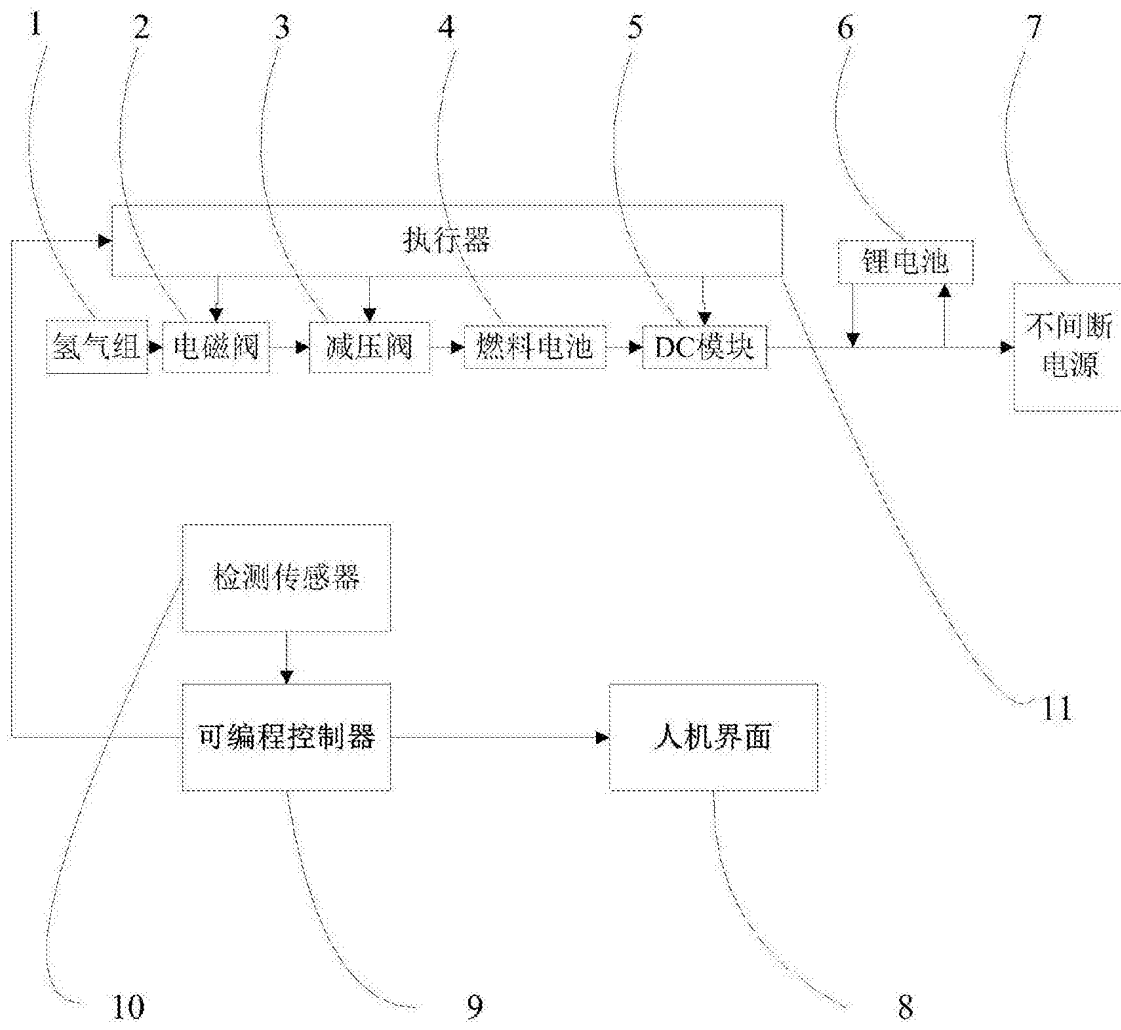 1 2 3 4 5 6 7
执行器
锂电池
氢气组 电磁阀 减压阀 燃料电池 DC模块
不间断
电源
检测传感器
11
可编程控制器 人机界面
10 9 8